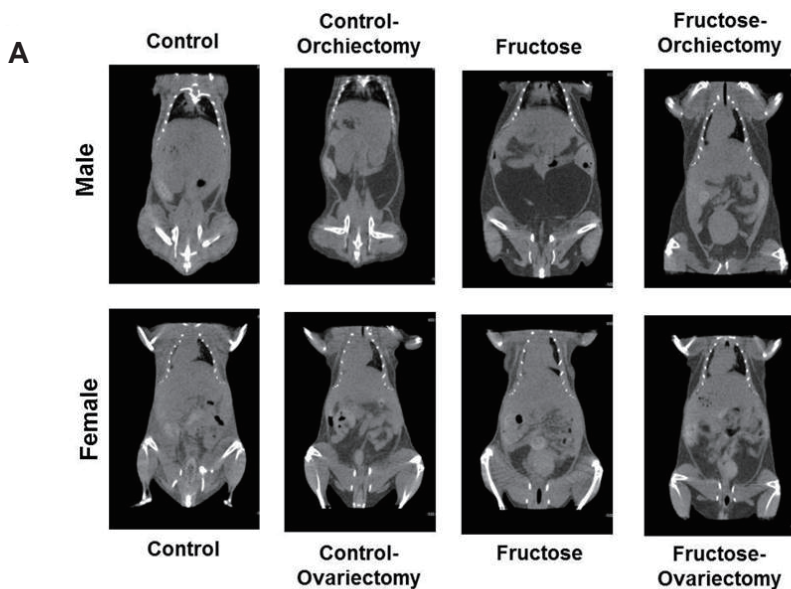 A
Control
Control-
Orchiectomy
Fructose
Fructose-
Orchiectomy
Male
Female
Control
Control-
Ovariectomy
Fructose
Fructose-
Ovariectomy